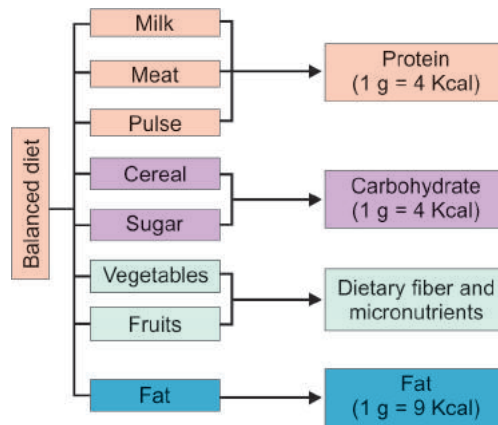 Balanced diet
Milk
Meat
Pulse
Cereal
Sugar
Vegetables
Fruits
Fat
Protein
(1 g = 4 Kcal)
Carbohydrate
(1 g = 4 Kcal)
Dietary fiber and
micronutrients
Fat
(1 g = 9 Kcal)